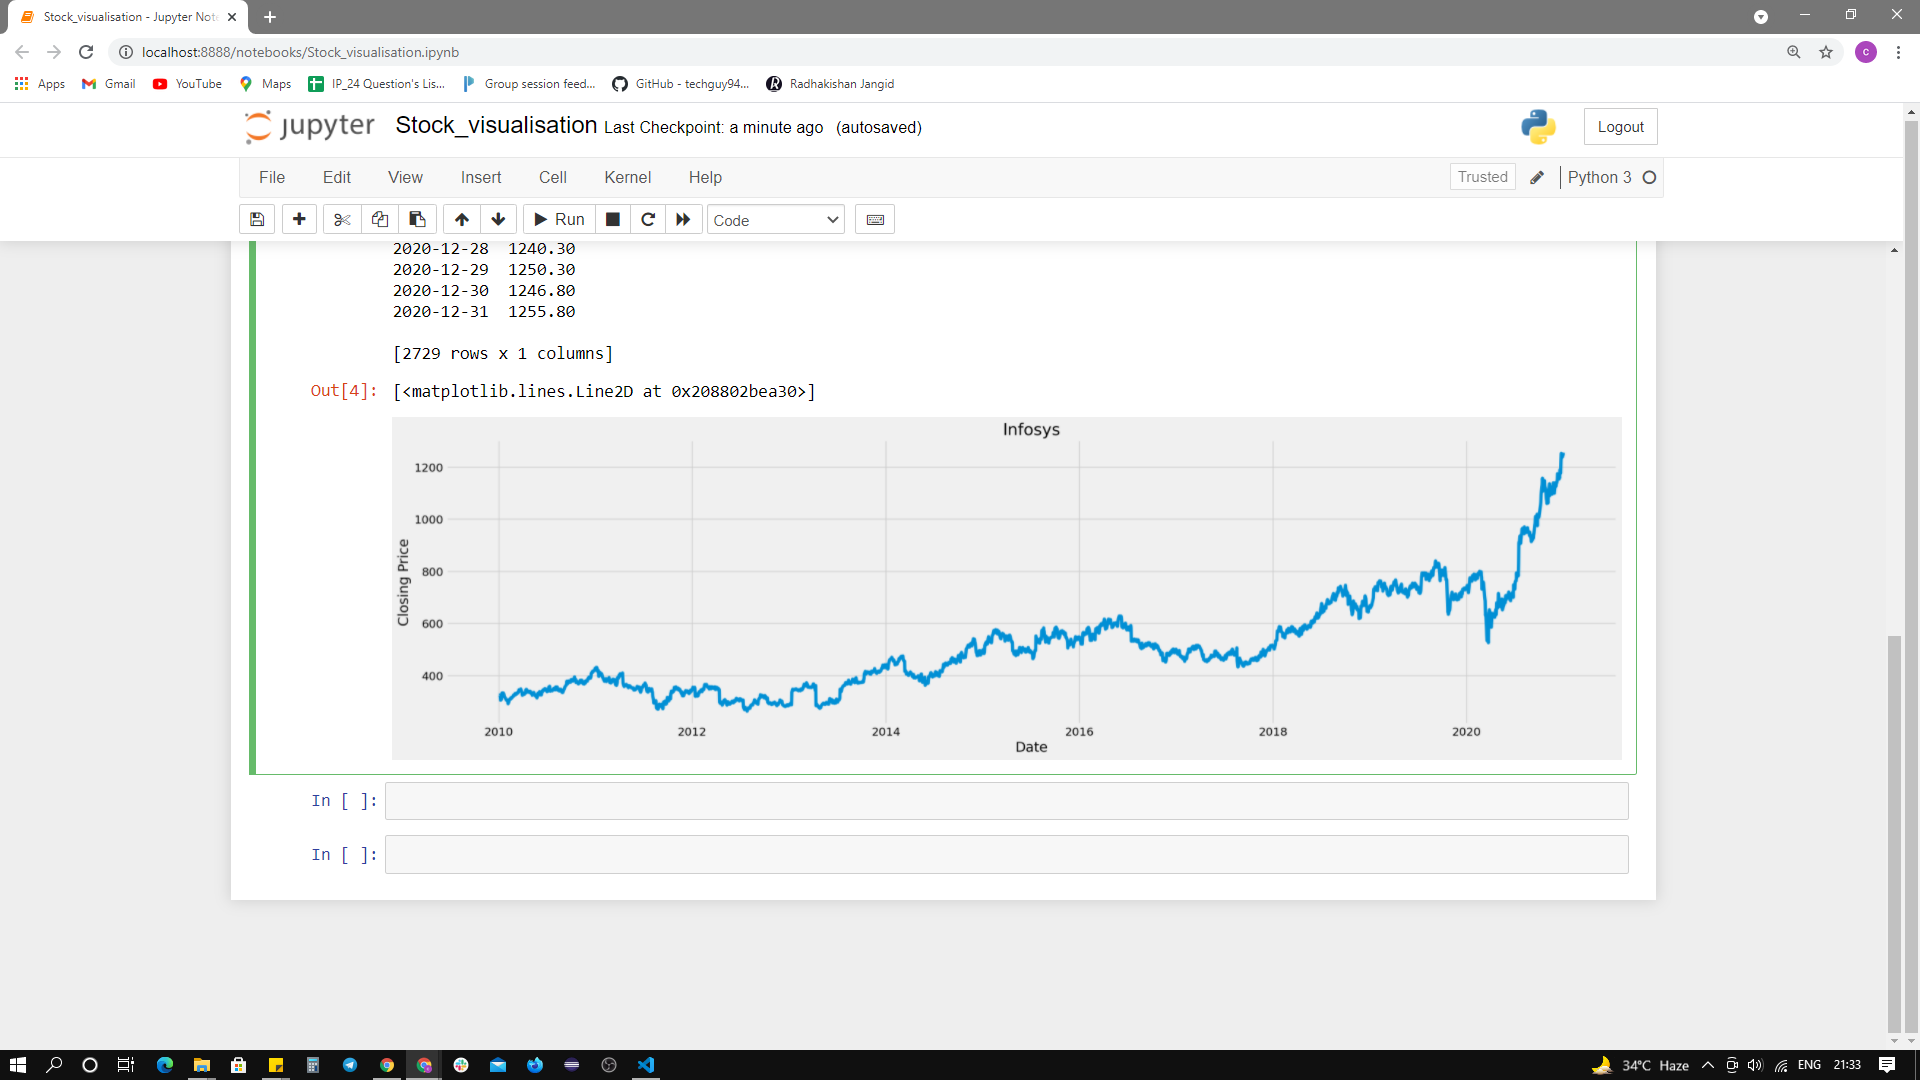 Stock_visualisation - Jupyter Note
localhost:8888/notebooks/Stock_visualisation.ipynb
c
Apps
Gmail
YouTube
Maps
IP_24 Question's Lis...
Group session feed...
GitHub - techguy94...
R
Radhakishan Jangid
jupyter
Stock_visualisation
Last Checkpoint: a minute ago (autosaved)
Logout
File
Edit
View
Insert
Cell
Kernel
Help
Trusted
Python 3
Run
Code
2020-12-28 1240.30
2020-12-29 1250.30
2020-12-30 1246.80
2020-12-31 1255.80
[2729 rows x 1 columns]
Out[4]: [<matplotlib.lines.Line2D at 0x208802bea30>]
Infosys
1200
1000
800
600
400
Closing Price
2010 2012 2014 2016 2018 2020
Date
In [ ]:
In [ ]:
34°C Haze
ENG
21:33